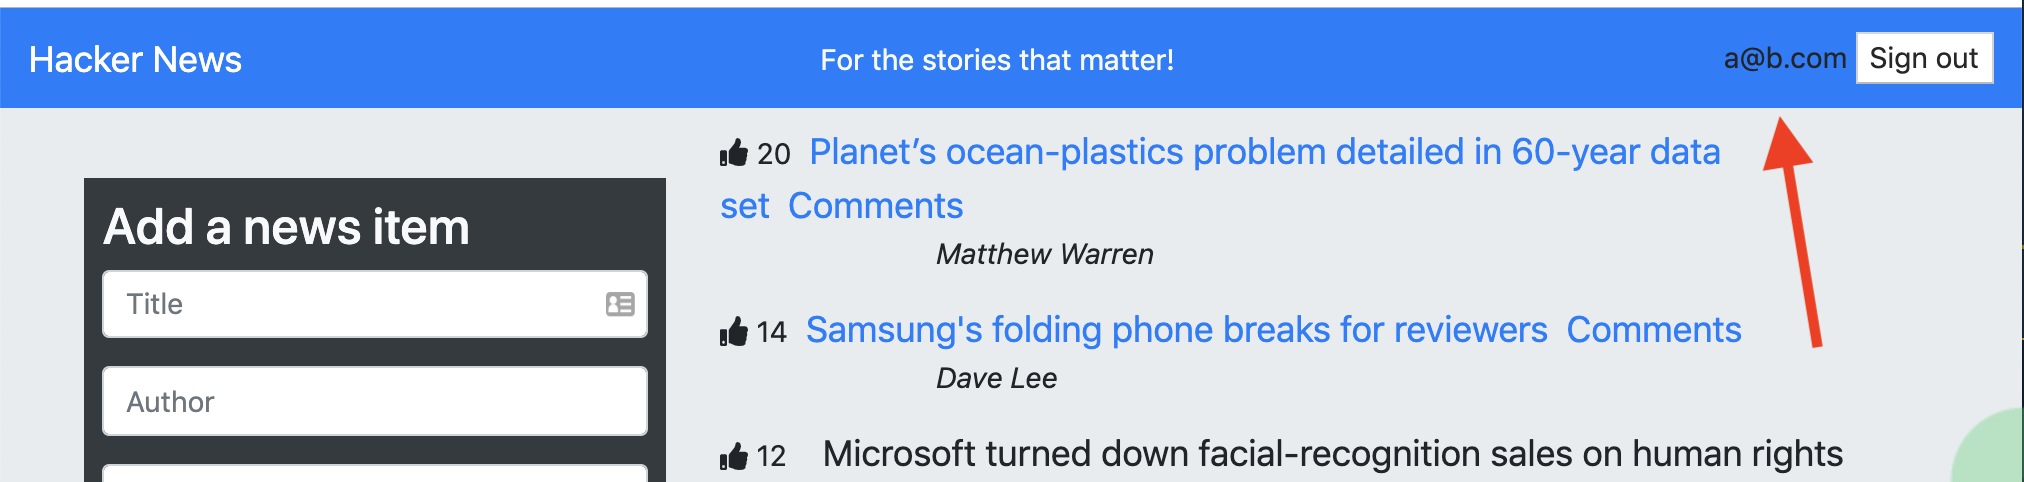 Hacker News
For the stories that matter!
a@b.com Sign out
Add a news item
Title
Author
20 Planet’s ocean-plastics problem detailed in 60-year data
set Comments
Matthew Warren
14 Samsung's folding phone breaks for reviewers Comments
Dave Lee
12 Microsoft turned down facial-recognition sales on human rights